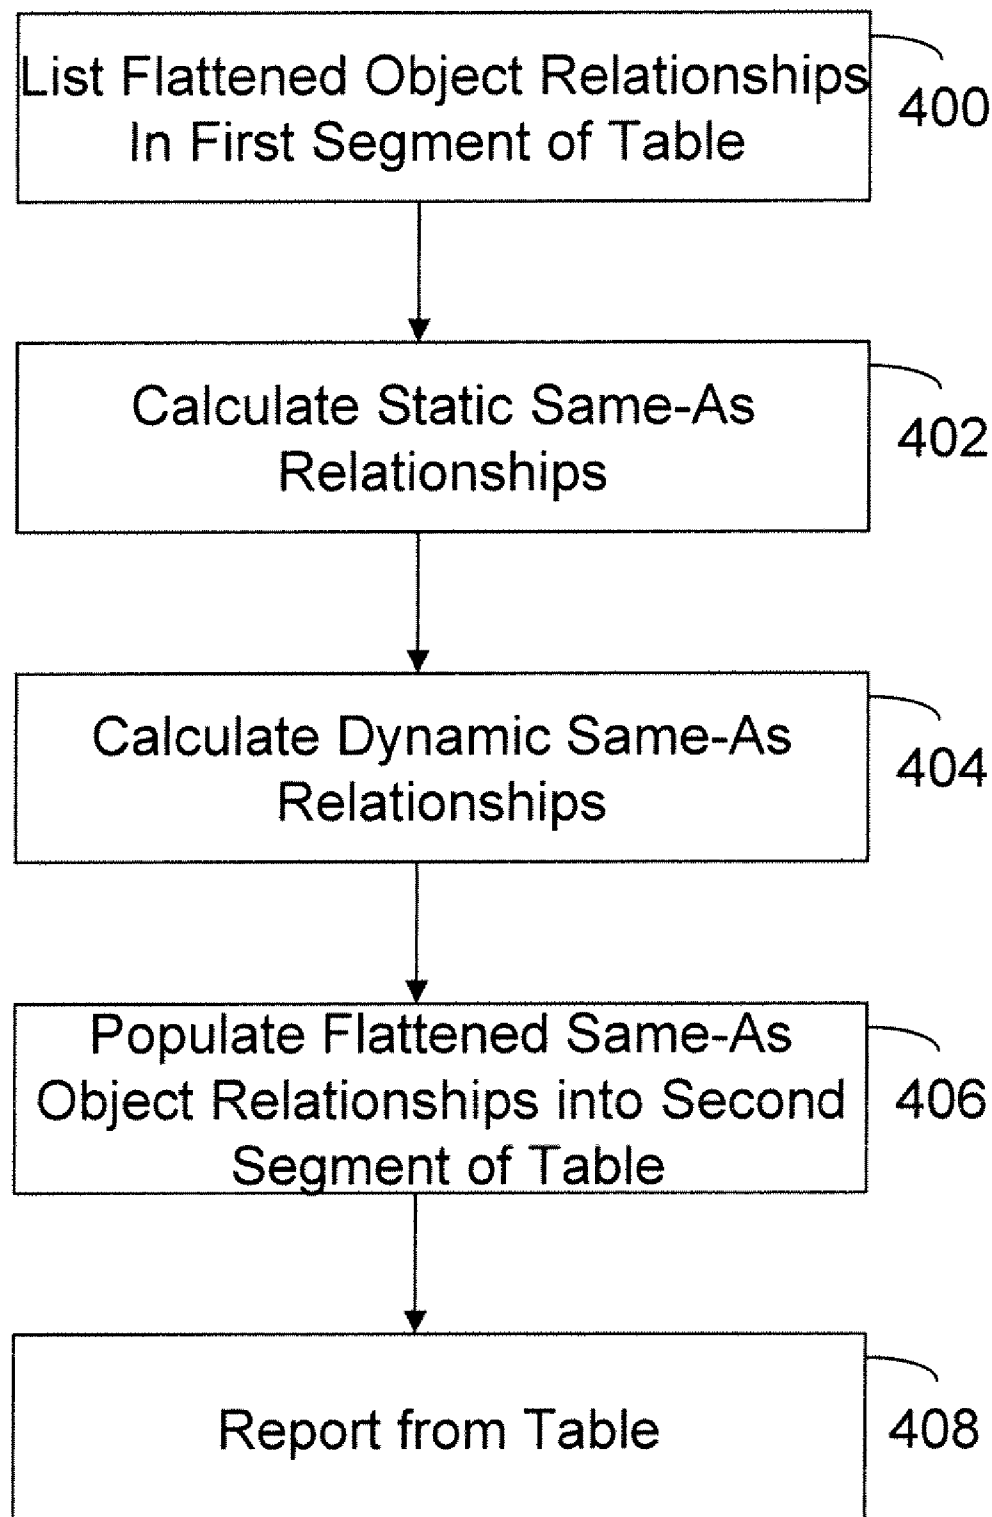 List Flattened Object Relationships
In First Segment of Table
400
Calculate Static Same-As
Relationships
402
Calculate Dynamic Same-As
Relationships
404
Populate Flattened Same-As
Object Relationships into Second
Segment of Table
406
Report from Table
408